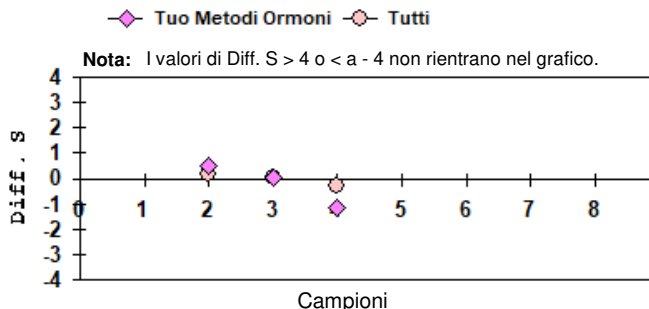 Tuo Metodi Ormoni Tutti
Nota: I valori di Diff. S > 4 o < a - 4 non rientrano nel grafico.
4
3
2
1
0
-1
-2
-3
-4
Diff. S
0 1 2 3 4 5 6 7 8
Campioni